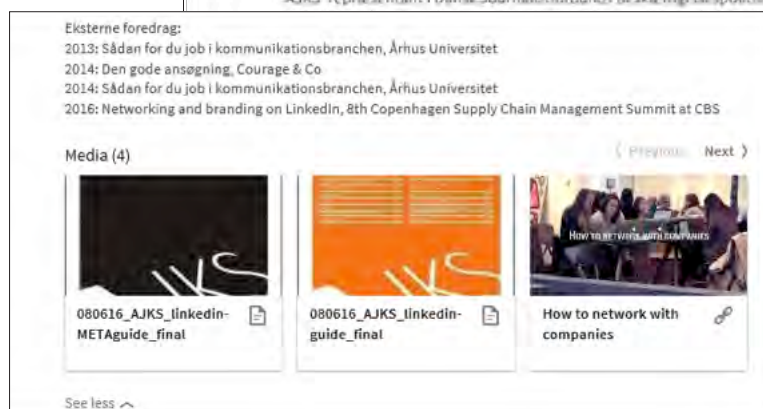 Eksterne foredrag:
2013: Sådan for du job i kommunikationsbranchen, Århus Universitet
2014: Den gode ansøgning, Courage & Co
2014: Sådan for du job i kommunikationsbranchen, Århus Universitet
2016: Networking and branding on LinkedIn, 8th Copenhagen Supply Chain Management Summit at CBS
Media (4)
Previous Next
AJKS
AJKS
HOW TO NETWORK WITH COMPANIES
080616_AJKS_linkedin-
METAguide_final
080616_AJKS_linkedin-
guide_final
How to network with
companies
See less